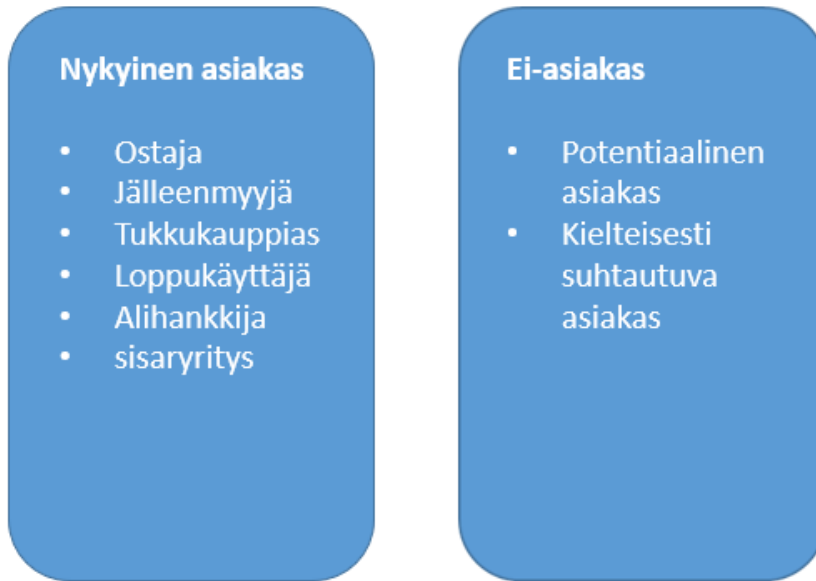 Nykyinen asiakas
• Ostaja
• Jälleenmyyjä
• Tukkukauppias
• Loppukäyttäjä
• Alihankkija
• sisaryritys
Ei-asiakas
• Potentiaalinen
asiakas
• Kielteisesti
suhtautuva
asiakas